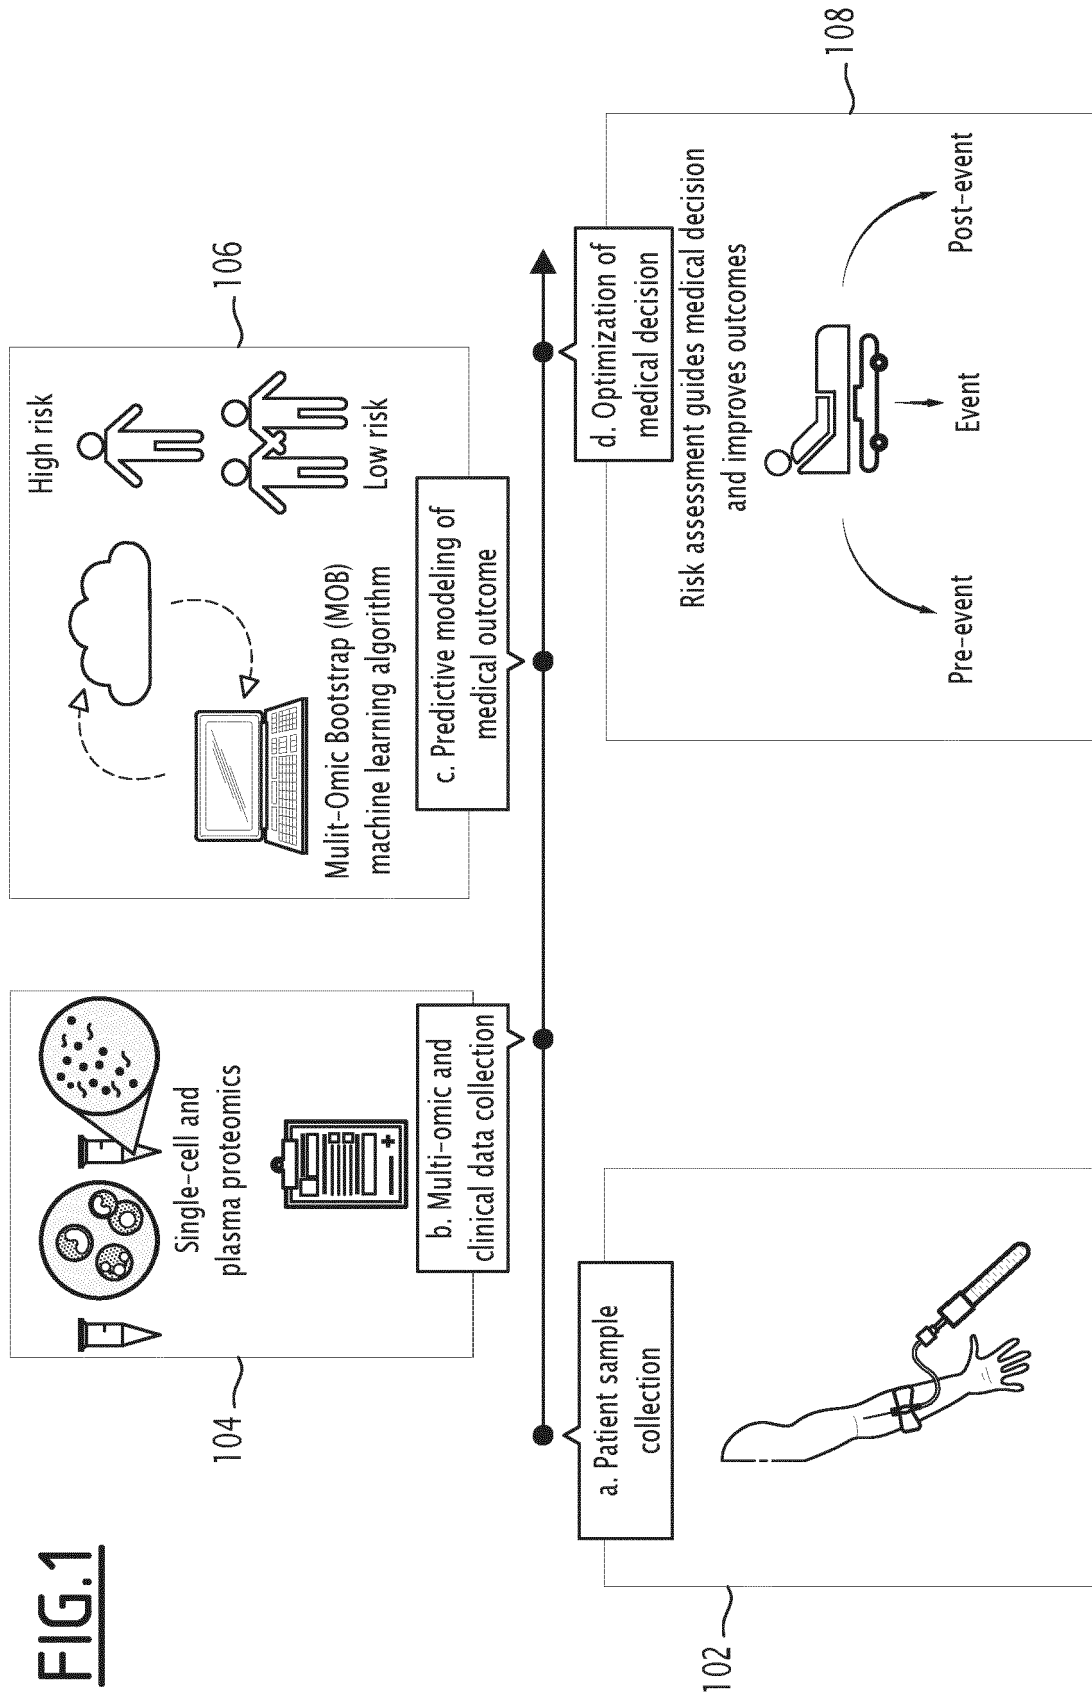 FIG.1
104
Single-cell and
plasma proteomics
b. Multi-omic and
clinical data collection
106
High risk
Low risk
Mulit-Omic Bootstrap (MOB)
machine learning algorithm
c. Predictive modeling of
medical outcome
102
a. Patient sample
collection
108
d. Optimization of
medical decision
Risk assessment guides medical decision
and improves outcomes
Pre-event
Event
Post-event